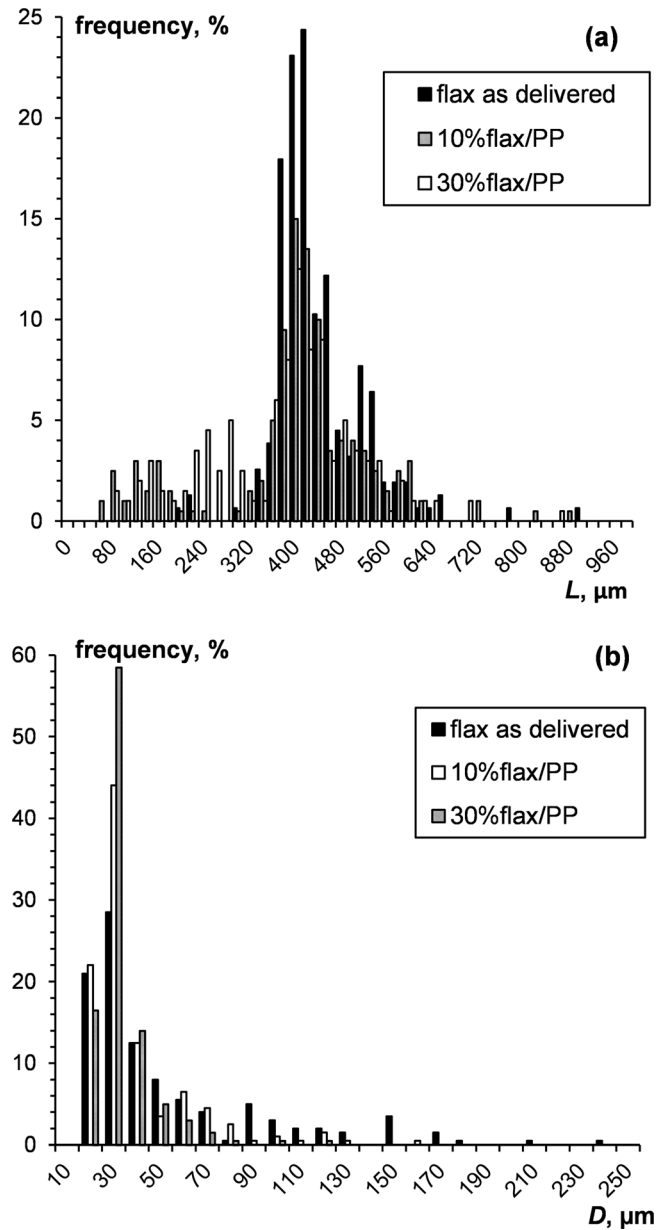 frequency, %
(a)
25
20
15
10
5
0
flax as delivered
10%flax/PP
30%flax/PP
0 80 160 240 320 400 480 560 640 720 800 880 960
L, µm
frequency, %
(b)
60
50
40
30
20
10
0
flax as delivered
10%flax/PP
30%flax/PP
10 30 50 70 90 110 130 150 170 190 210 230 250
D, µm